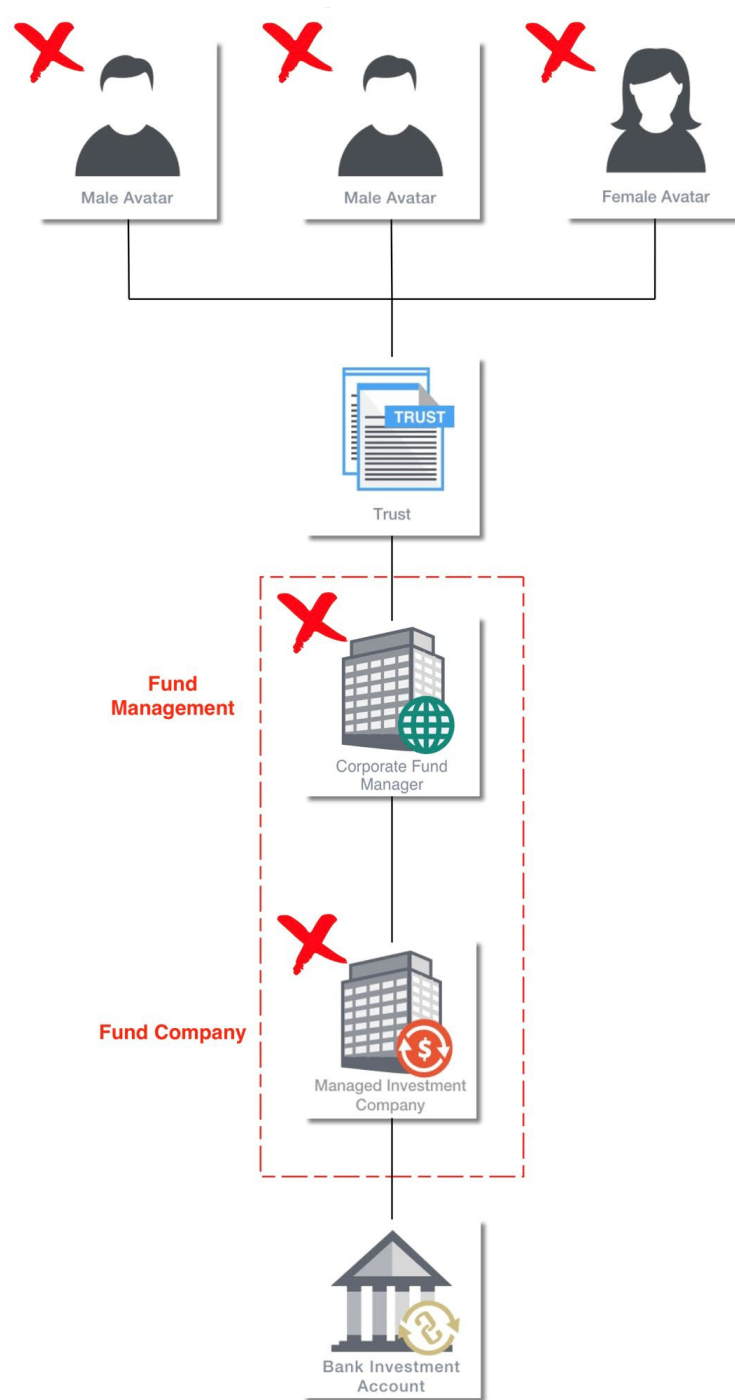 Male Avatar
Male Avatar
Female Avatar
TRUST
Trust
Fund
Management
Corporate Fund
Manager
Fund Company
$
Managed Investment
Company
Bank Investment
Account